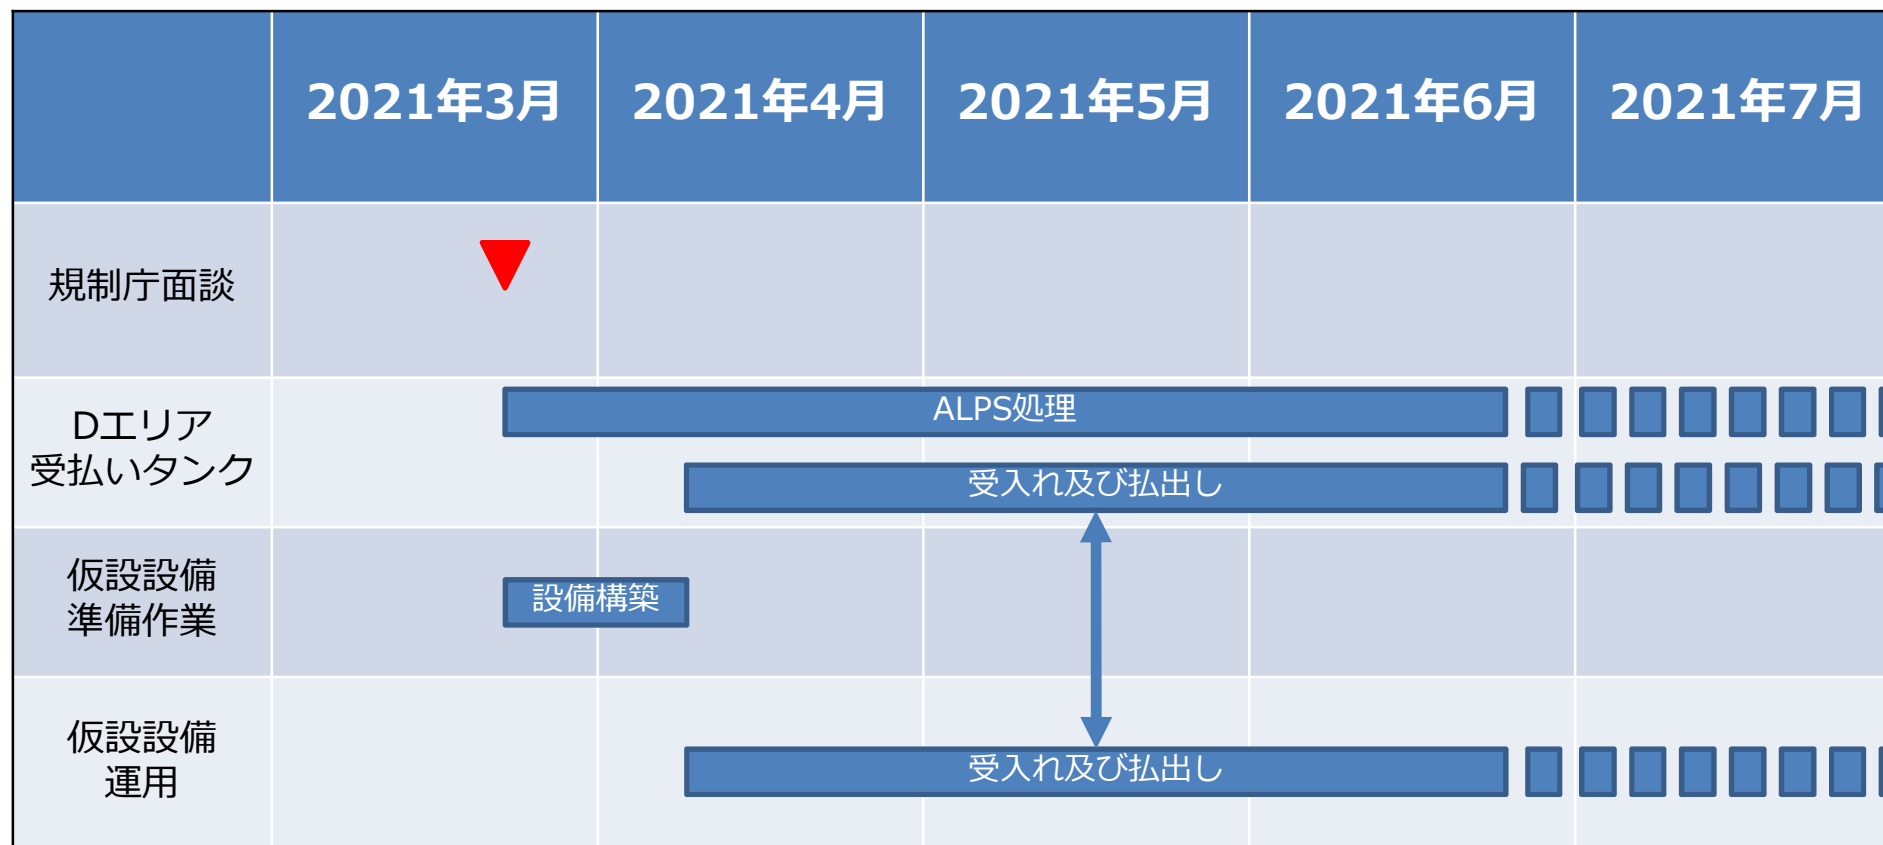 2021年3月
2021年4月
2021年5月
2021年6月
2021年7月
規制庁面談
Dエリア
受払いタンク
ALPS処理
受入れ及び払出し
仮設設備
準備作業
設備構築
仮設設備
運用
受入れ及び払出し